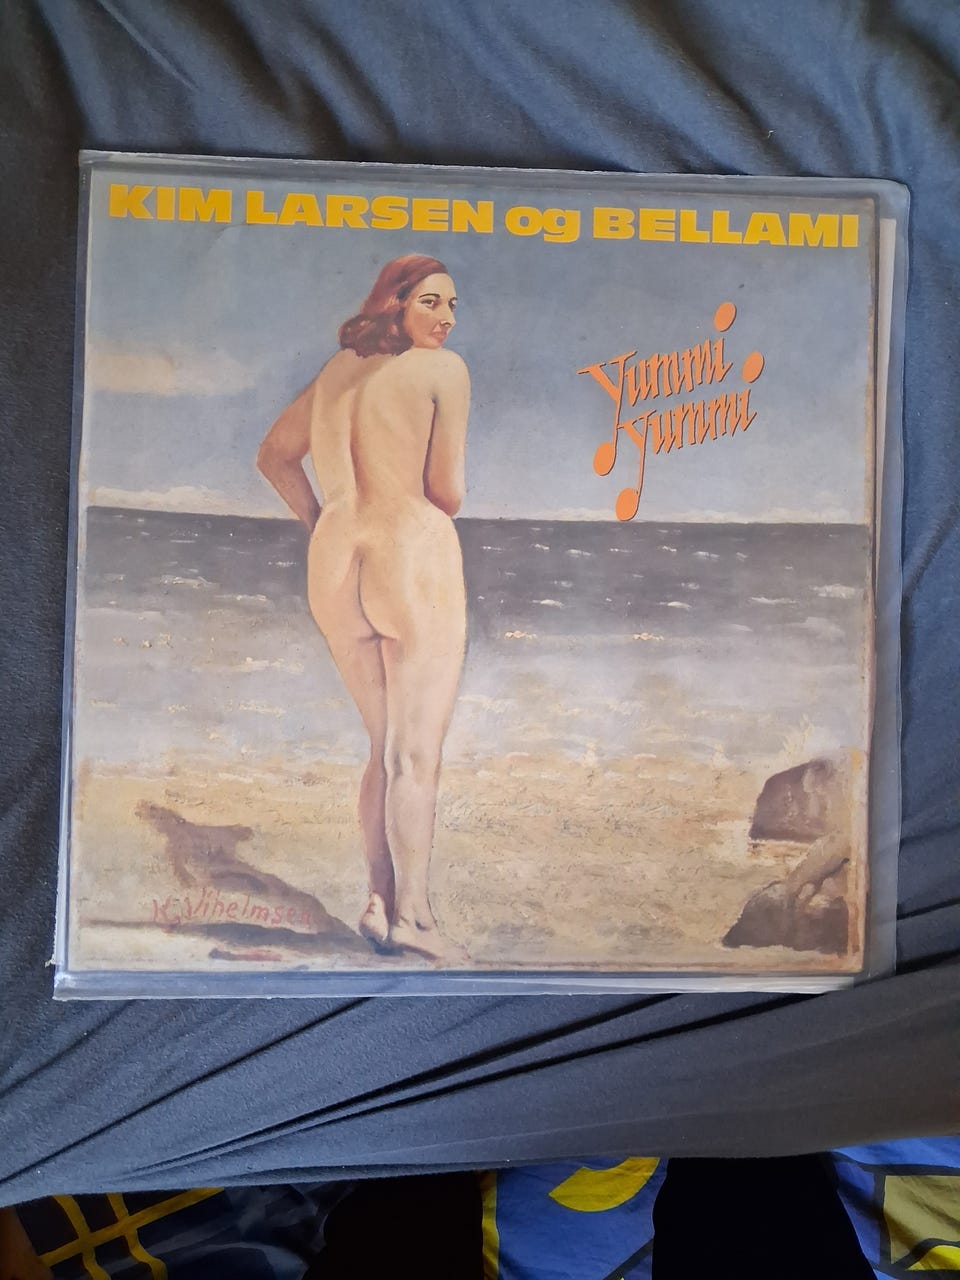 KIM LARSEN og BELLAMI
yummi
yummi
K. Vilhelmsen